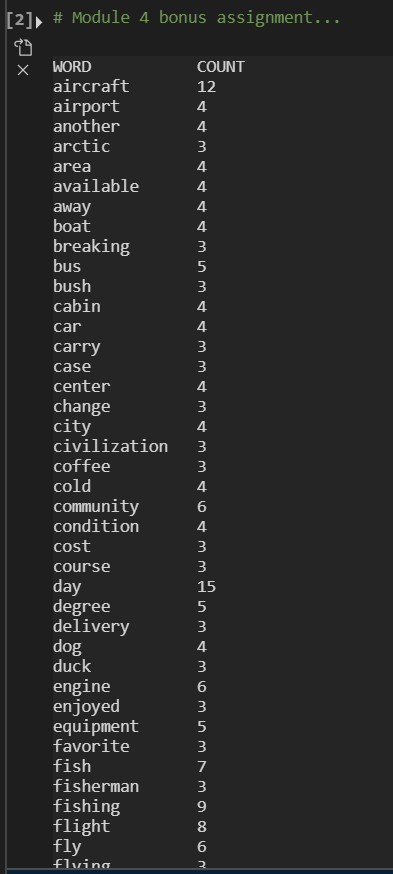 [2] # Module 4 bonus assignment...
WORD COUNT
aircraft 12
airport 4
another 4
arctic 3
area 4
available 4
away 4
boat 4
breaking 3
bus 5
bush 3
cabin 4
car 4
carry 3
case 3
center 4
change 3
city 4
civilization 3
coffee 3
cold 4
community 6
condition 4
cost 3
course 3
day 15
degree 5
delivery 3
dog 4
duck 3
engine 6
enjoyed 3
equipment 5
favorite 3
fish 7
fisherman 3
fishing 9
flight 8
fly 6
flying 3